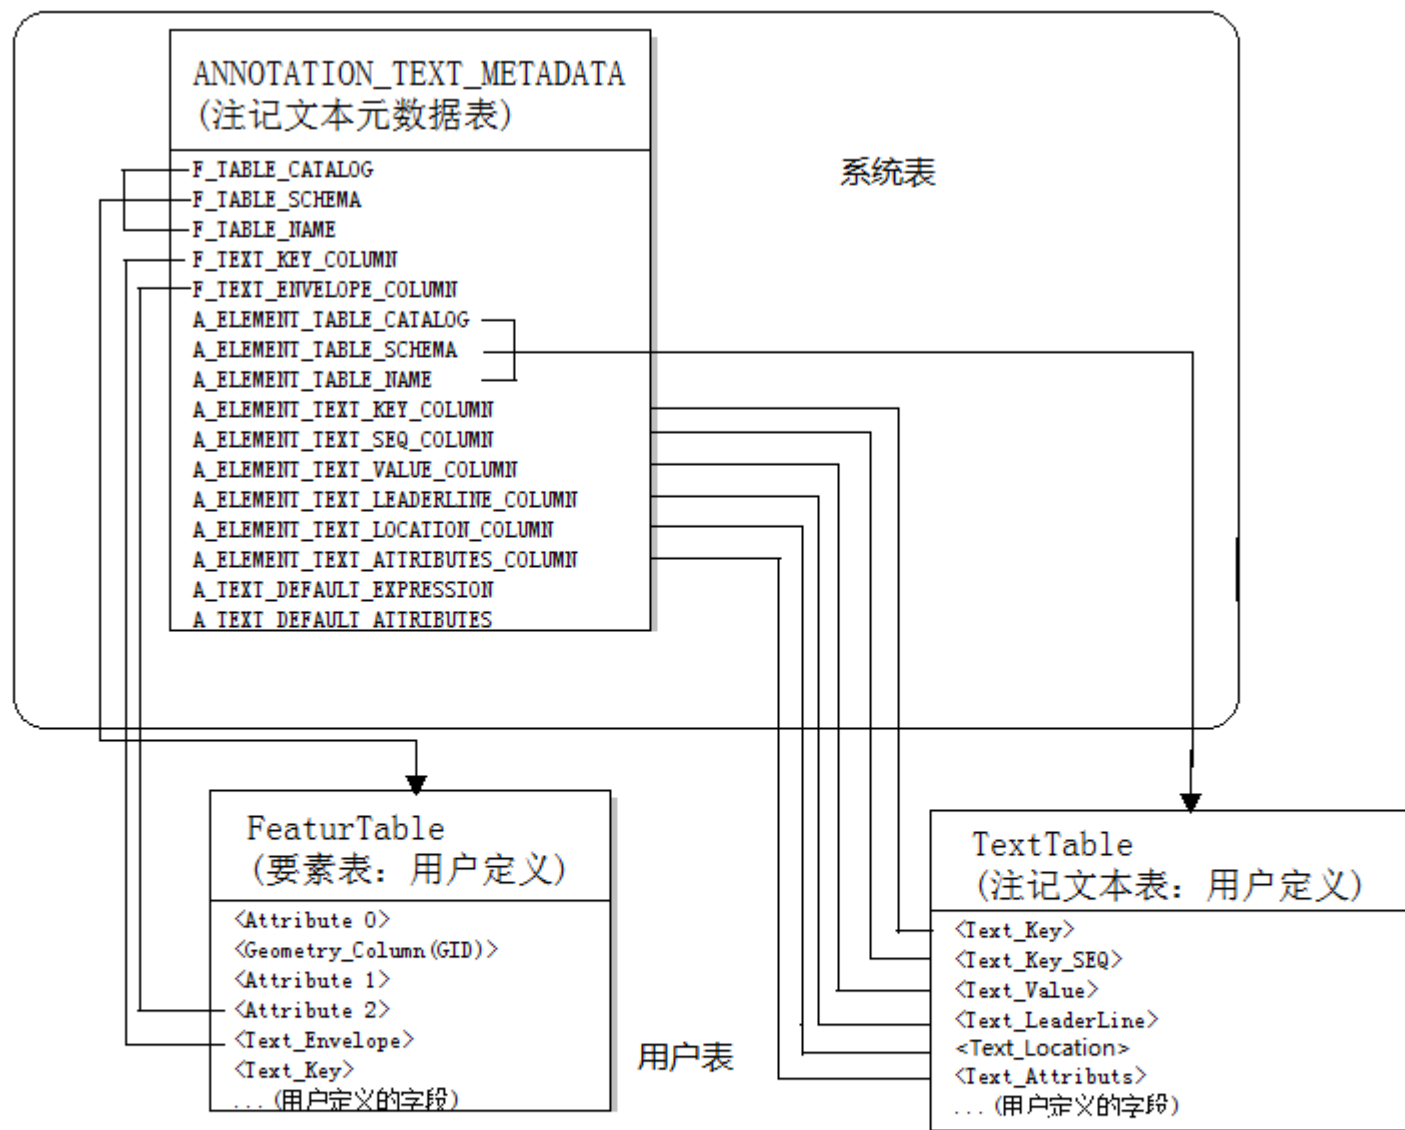 ANNOTATION_TEXT_METADATA
(注记文本元数据表)
F_TABLE_CATALOG
F_TABLE_SCHEMA
F_TABLE_NAME
F_TEXT_KEY_COLUMN
F_TEXT_ENVELOPE_COLUMN
A_ELEMENT_TABLE_CATALOG
A_ELEMENT_TABLE_SCHEMA
A_ELEMENT_TABLE_NAME
A_ELEMENT_TEXT_KEY_COLUMN
A_ELEMENT_TEXT_SEQ_COLUMN
A_ELEMENT_TEXT_VALUE_COLUMN
A_ELEMENT_TEXT_LEADERLINE_COLUMN
A_ELEMENT_TEXT_LOCATION_COLUMN
A_ELEMENT_TEXT_ATTRIBUTES_COLUMN
A_TEXT_DEFAULT_EXPRESSION
A_TEXT_DEFAULT_ATTRIBUTES
系统表
FeaturTable
(要素表：用户定义)
<Attribute 0>
<Geometry_Column(GID)>
<Attribute 1>
<Attribute 2>
<Text_Envelope>
<Text_Key>
...(用户定义的字段)
用户表
TextTable
(注记文本表：用户定义)
<Text_Key>
<Text_Key_SEQ>
<Text_Value>
<Text_LeaderLine>
<Text_Location>
<Text_Attributs>
...(用户定义的字段)